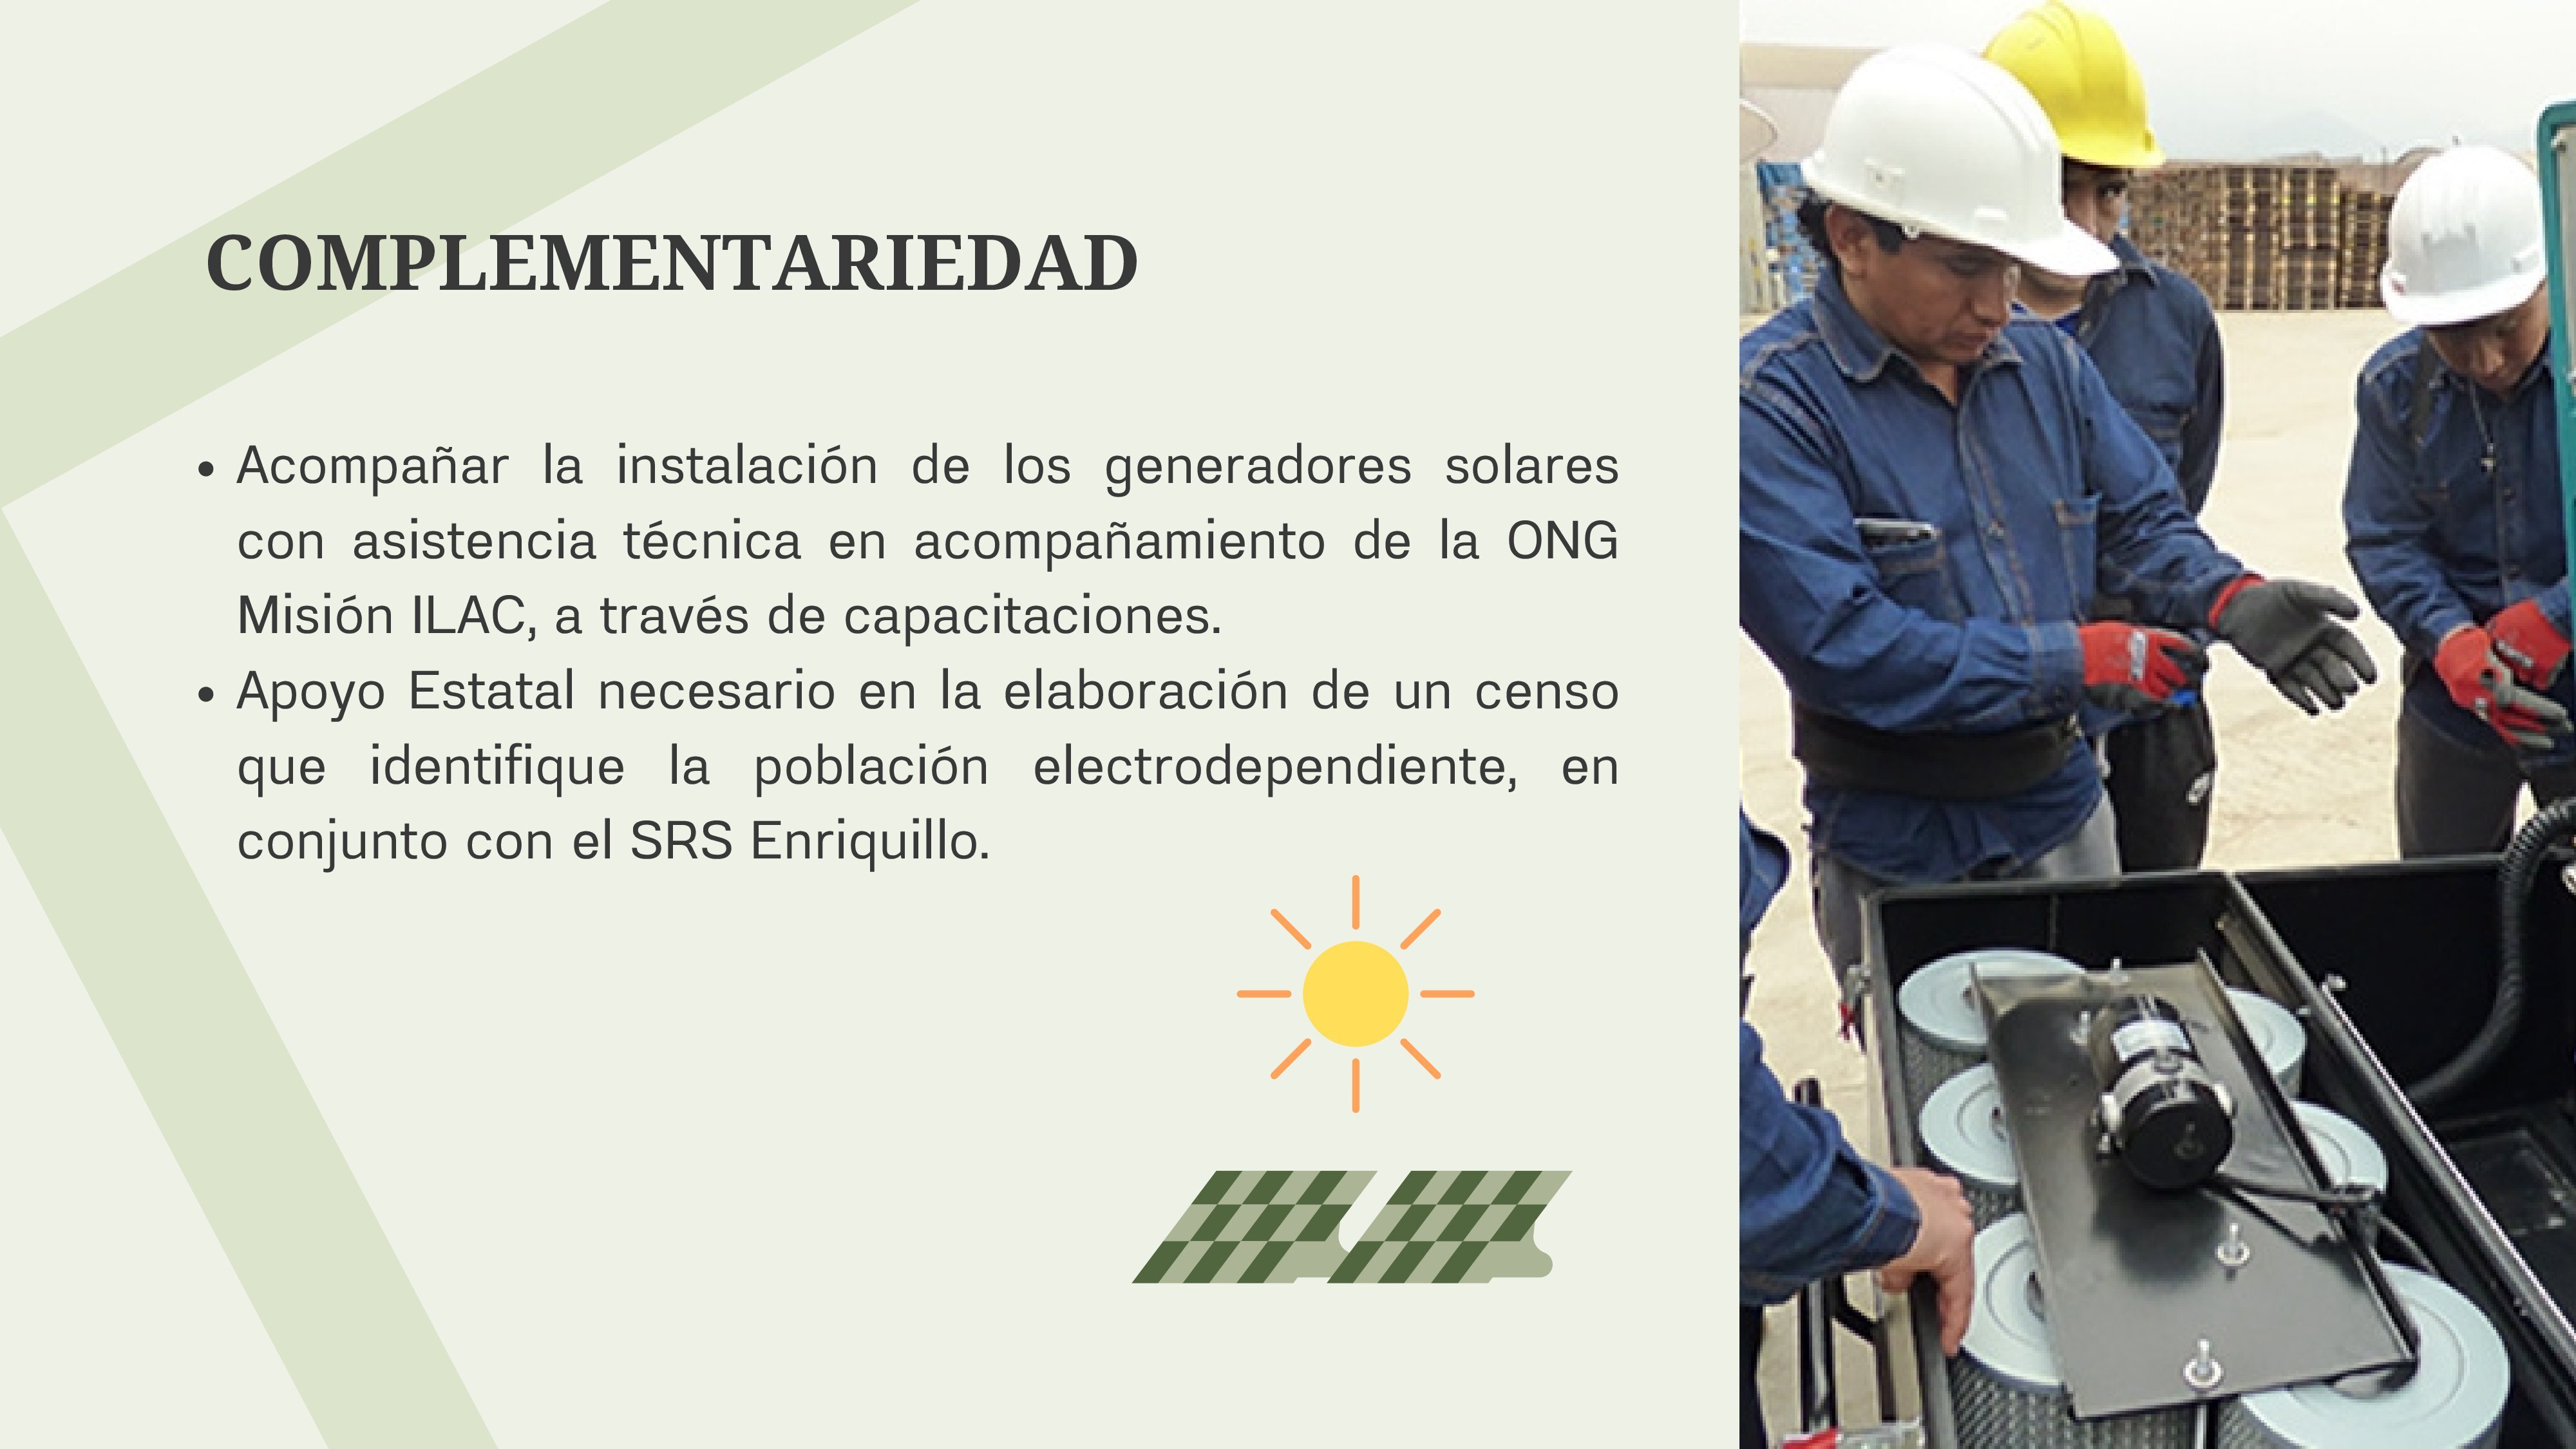 COMPLEMENTARIEDAD
• Acompañar la instalación de los generadores solares
con asistencia técnica en acompañamiento de la ONG
Misión ILAC, a través de capacitaciones.
• Apoyo Estatal necesario en la elaboración de un censo
que identifique la población electrodependiente, en
conjunto con el SRS Enriquillo.